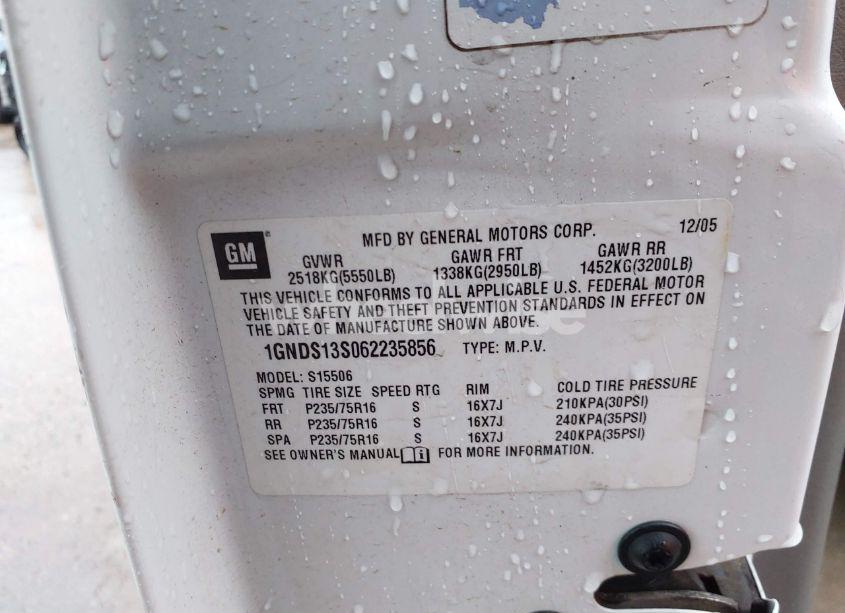 GM
MFD BY GENERAL MOTORS CORP. 12/05
GVWR GAWR FRT GAWR RR
2518KG(5550LB) 1338KG(2950LB) 1452KG(3200LB)
THIS VEHICLE CONFORMS TO ALL APPLICABLE U.S. FEDERAL MOTOR
VEHICLE SAFETY AND THEFT PREVENTION STANDARDS IN EFFECT ON
THE DATE OF MANUFACTURE SHOWN ABOVE.
1GNDS13S062235856 TYPE: M.P.V.
MODEL: S15506
SPMG TIRE SIZE SPEED RTG RIM COLD TIRE PRESSURE
FRT P235/75R16 S 16X7J 210KPA(30PSI)
RR P235/75R16 S 16X7J 240KPA(35PSI)
SPA P235/75R16 S 16X7J 240KPA(35PSI)
SEE OWNER'S MANUAL FOR MORE INFORMATION.